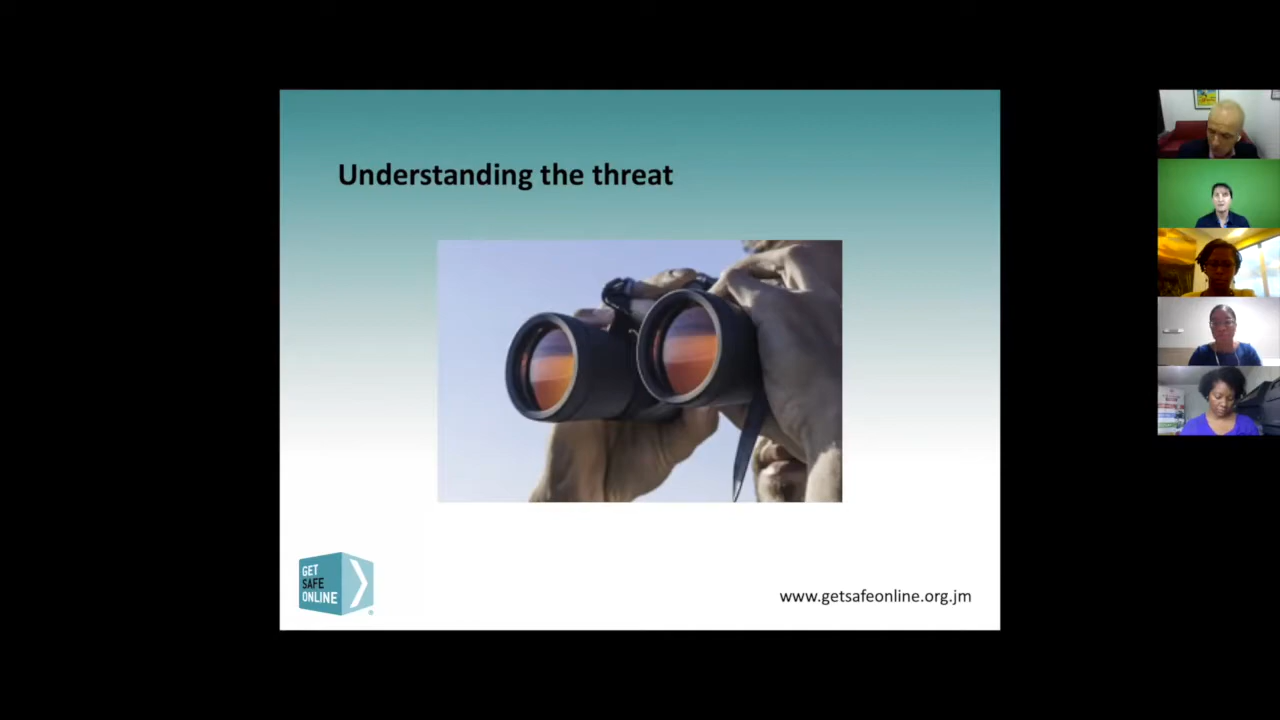 Understanding the threat
GET
SAFE
ONLINE
www.getsafeonline.org.jm